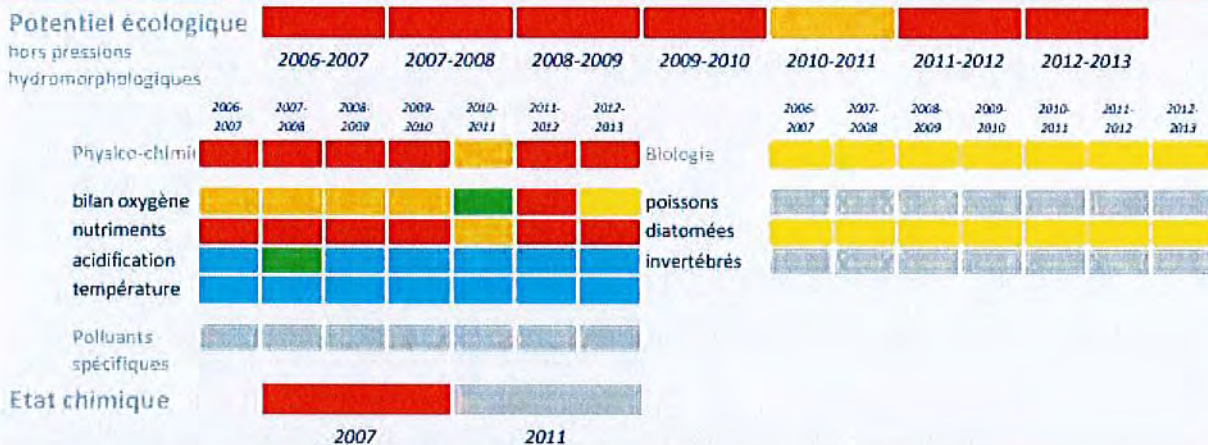 Potentiel écologique
hors pressions
hydromorphologiques
2006-2007 2007-2008 2008-2009 2009-2010 2010-2011 2011-2012 2012-2013
2006- 2007- 2008- 2009- 2010- 2011- 2012-
2007 2008 2009 2010 2011 2012 2013
2006- 2007- 2008- 2009- 2010- 2011- 2012-
2007 2008 2009 2010 2011 2012 2013
Physico-chimi
Biologie
bilan oxygène
poissons
nutriments
diatomées
acidification
invertébrés
température
Polluants
spécifiques
Etat chimique
2007 2011